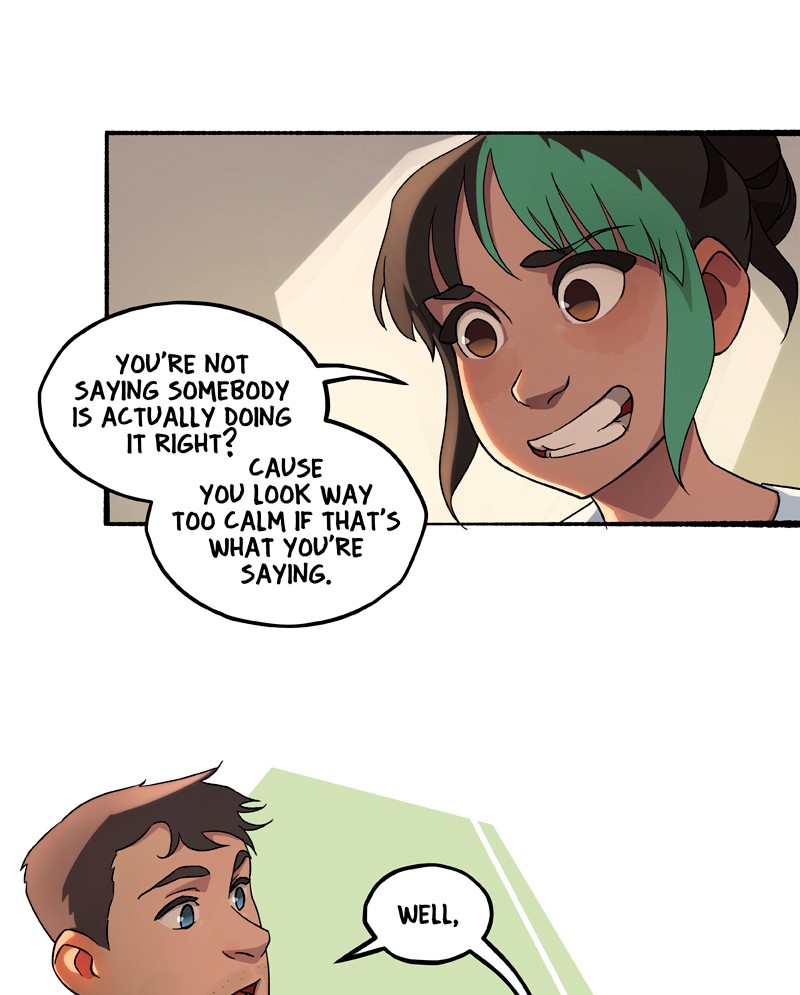 YOU'RE NOT
SAYING SOMEBODY
IS ACTUALLY DOING
IT RIGHT?
CAUSE
YOU LOOK WAY
TOO CALM IF THAT'S
WHAT YOU'RE
SAYING.
WELL,